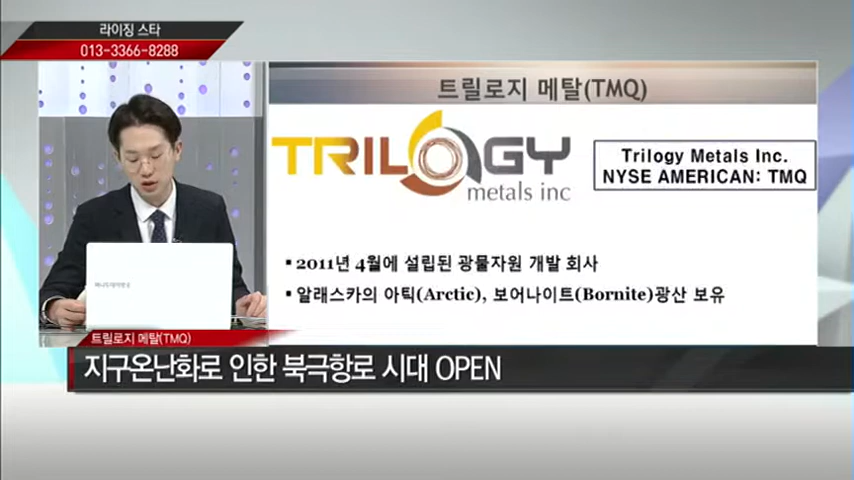 라이징 스타
013-3366-8288
트릴로지 메탈(TMQ)
TRILOGY
metals inc
Trilogy Metals Inc.
NYSE AMERICAN: TMQ
▪ 2011년 4월에 설립된 광물자원 개발 회사
▪ 알래스카의 아틱(Arctic), 보어나이트(Bornite)광산 보유
트릴로지 메탈(TMQ)
지구온난화로 인한 북극항로 시대 OPEN